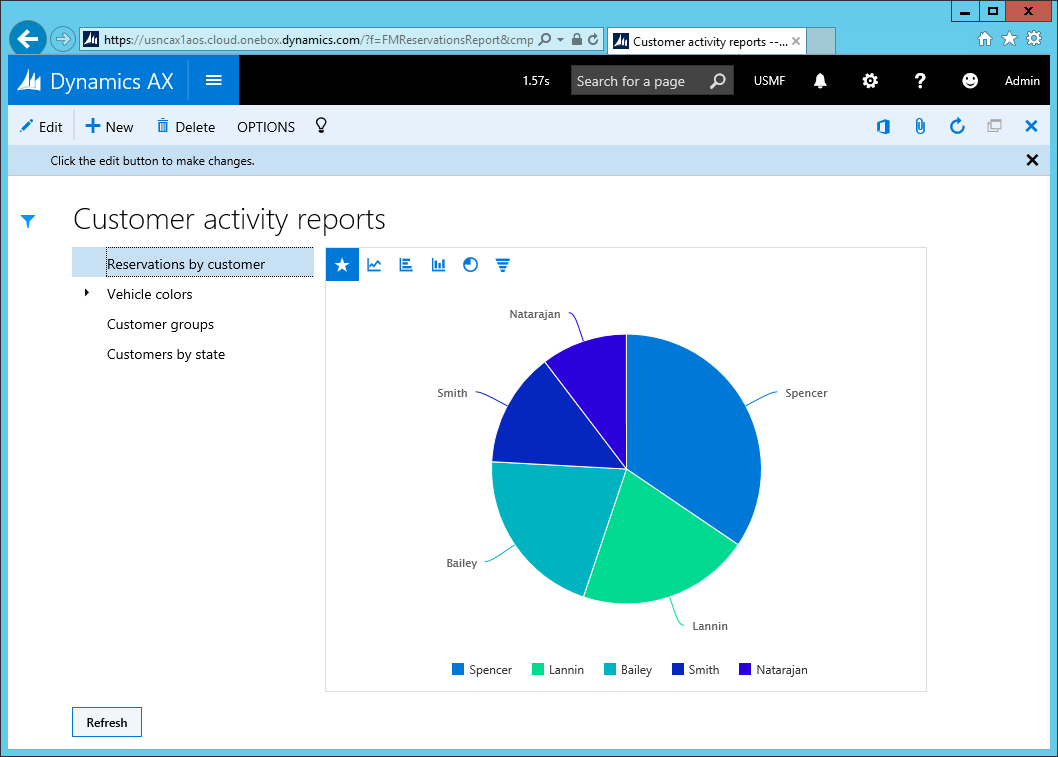 https://usncax1aos.cloud.onebox.dynamics.com/?f=FMReservationsReport&cmp
Customer activity reports --...
Dynamics AX
1.57s
Search for a page
USMF
Admin
Edit
New
Delete
OPTIONS
Click the edit button to make changes.
Customer activity reports
Reservations by customer
Vehicle colors
Customer groups
Customers by state
Natarajan
Smith
Spencer
Bailey
Lannin
Spencer Lannin Bailey Smith Natarajan
Refresh